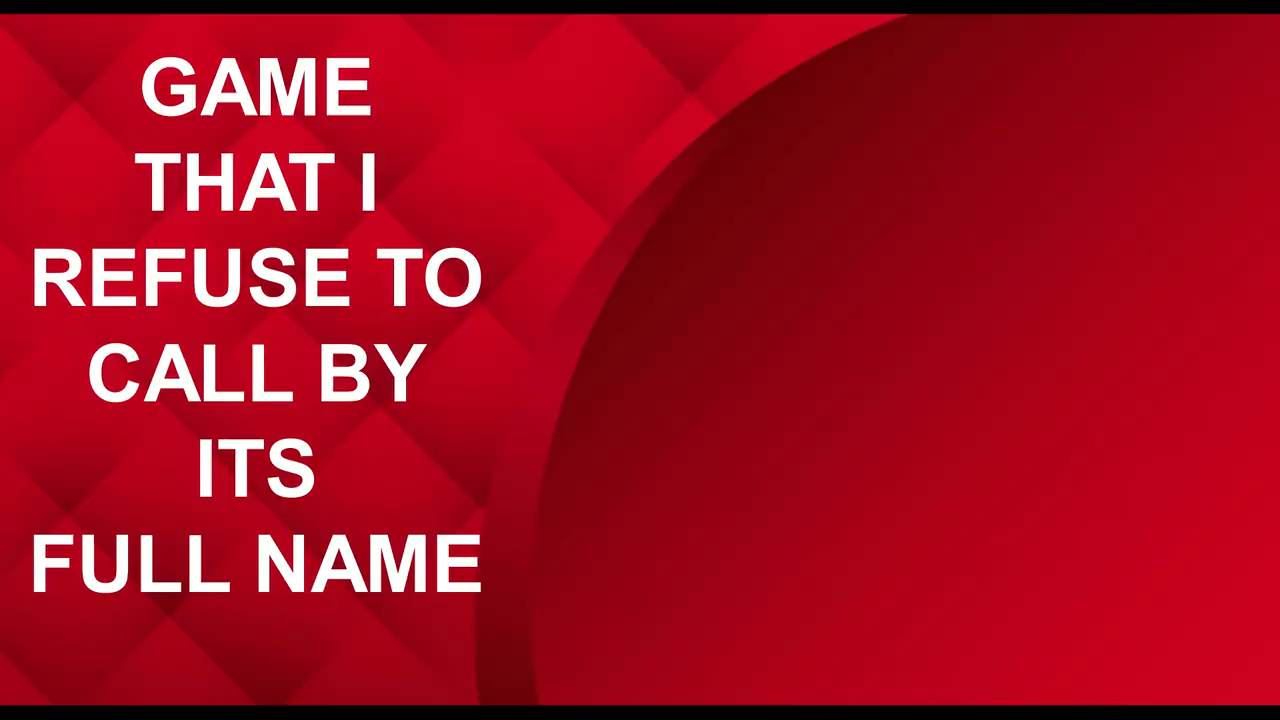 GAME
THAT I
REFUSE TO
CALL BY
ITS
FULL NAME